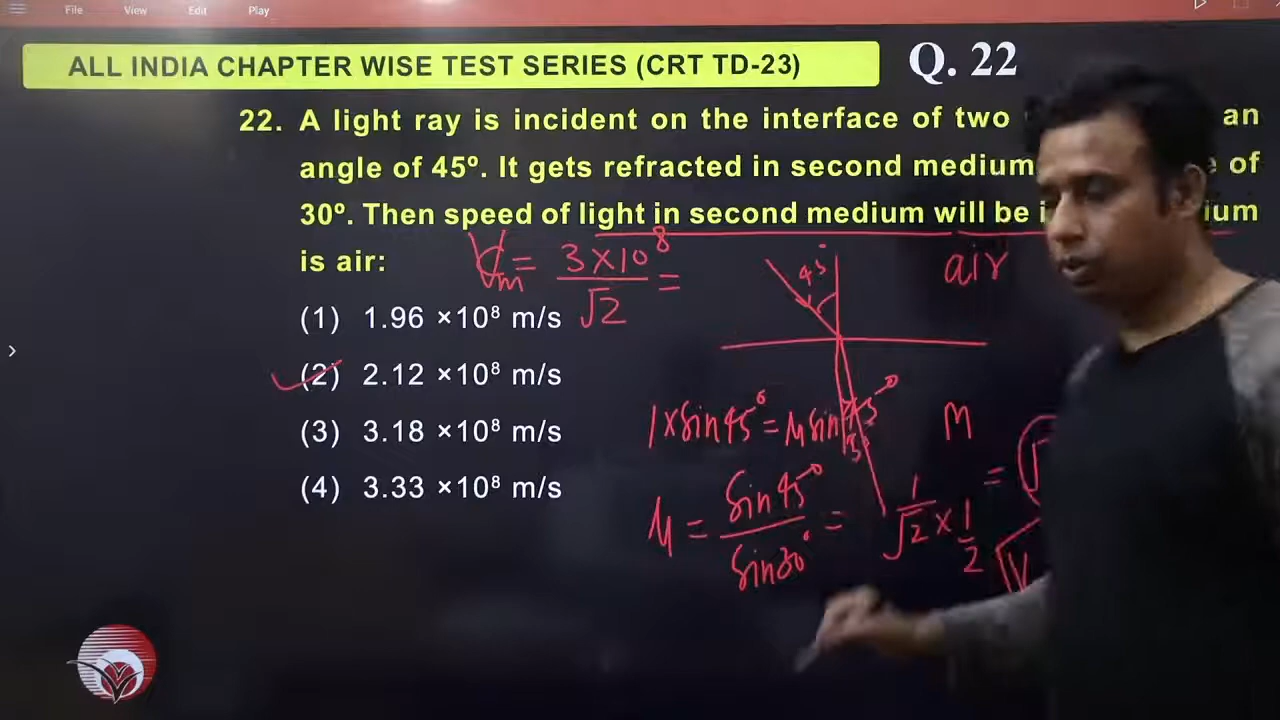 File View Edit Play
ALL INDIA CHAPTER WISE TEST SERIES (CRT TD-23)
Q. 22
22. A light ray is incident on the interface of two an
angle of 45º. It gets refracted in second medium of
30º. Then speed of light in second medium will be
is air:
(1) 1.96 ×10⁸ m/s
(2) 2.12 ×10⁸ m/s
(3) 3.18 ×10⁸ m/s
(4) 3.33 ×10⁸ m/s
= 3×10⁸ / √2 =
45
air
1×sin45° = μ sin
μ = sin45° / sin30° = 1/√2 × 1/2 =